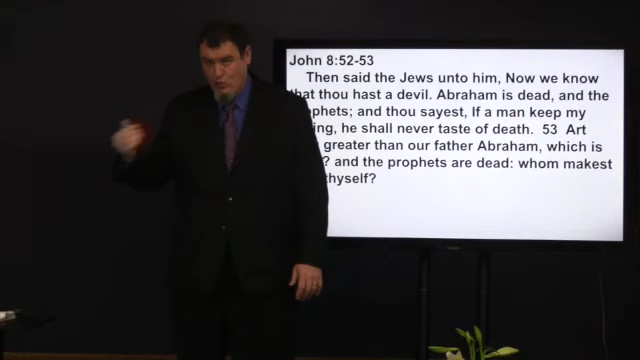 John 8:52-53
Then said the Jews unto him, Now we know
that thou hast a devil. Abraham is dead, and the
and thou sayest, If a man keep my
he shall never taste of death. 53 Art
greater than our father Abraham, which is
? and the prophets are dead: whom makest
thyself?